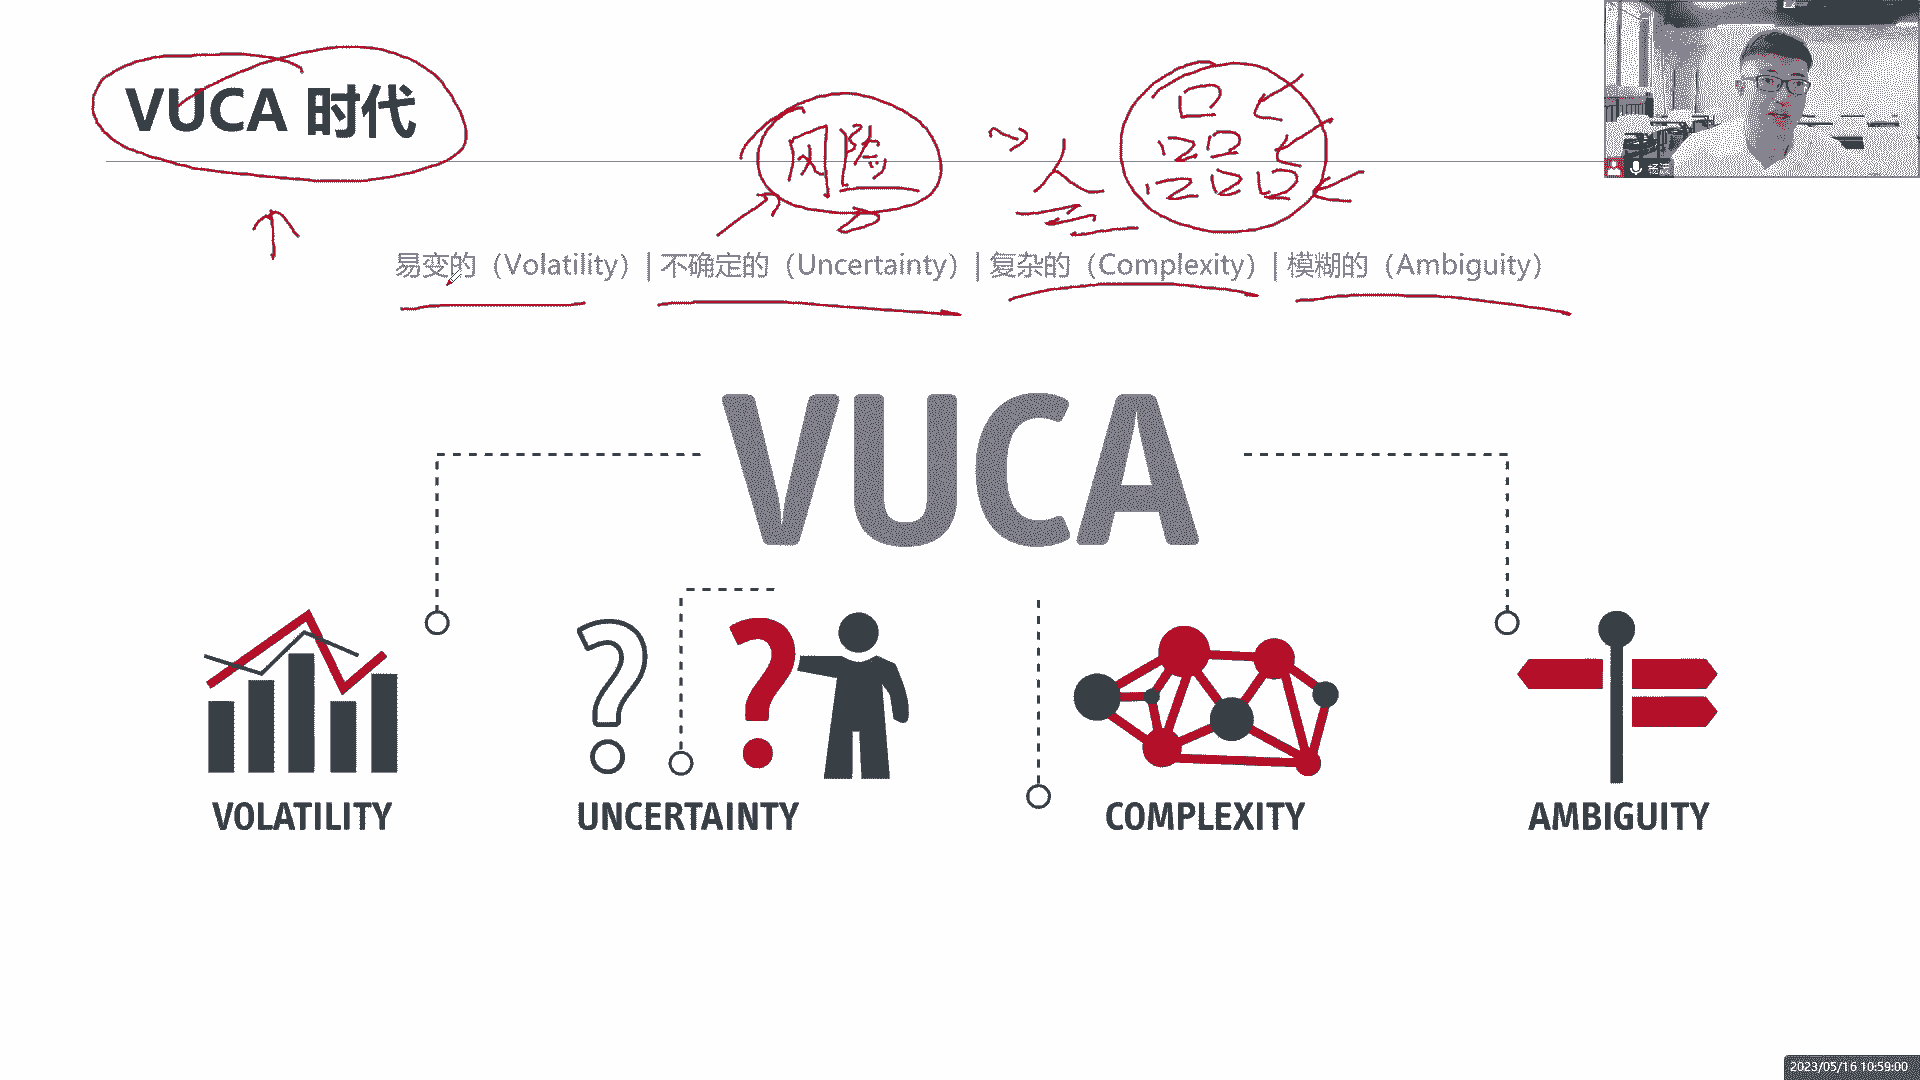 VUCA 时代
风险
人
易变的（Volatility）| 不确定的（Uncertainty）| 复杂的（Complexity）| 模糊的（Ambiguity）
VUCA
VOLATILITY
UNCERTAINTY
COMPLEXITY
AMBIGUITY
2023/05/16 10:59:00